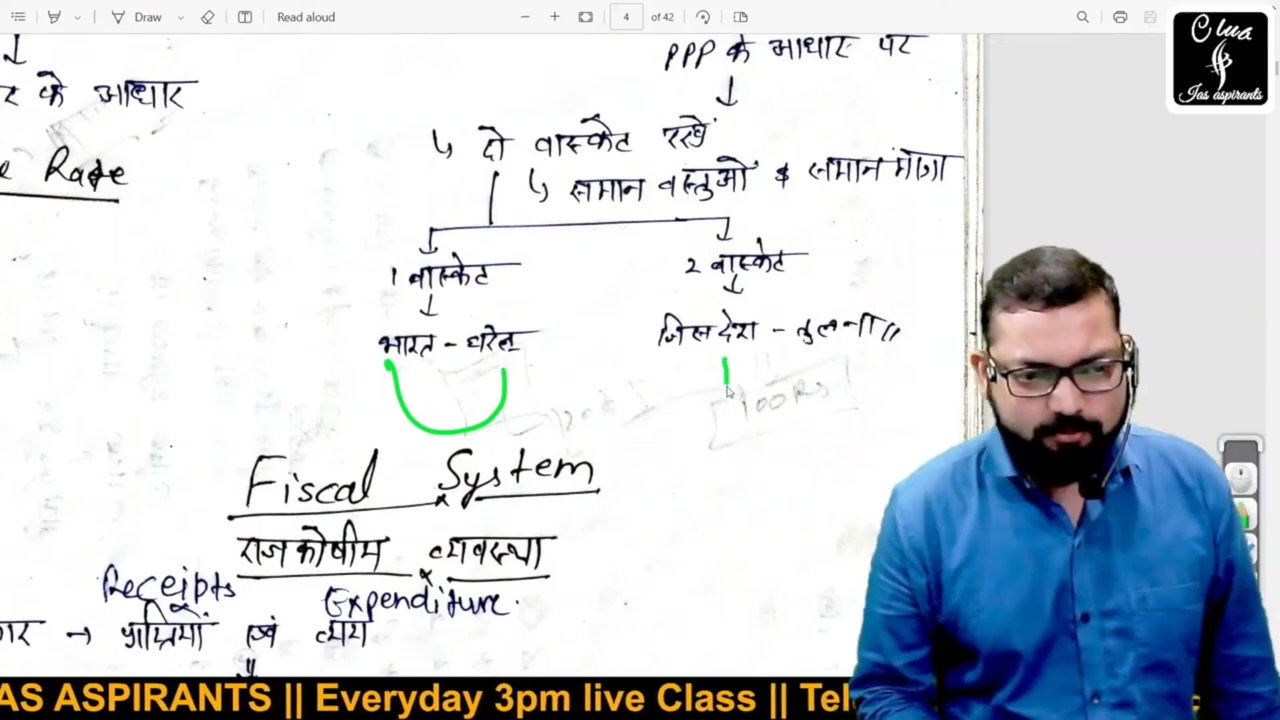 Draw
Read aloud
4 of 42
Clua
Ias aspirants
PPP के आधार पर
र के आधार
↳ दो वास्केट रखें
Rate
↳ समान वस्तुओं & समान मात्रा
1 वास्केट
2 वास्केट
भारत - घरेलू
जिस देश - तुलना //
100 Rs
Fiscal System
राजकोषीय व्यवस्था
Receipts
Expenditure.
→ प्राप्तियों एवं व्यय
AS ASPIRANTS || Everyday 3pm live Class || Tel